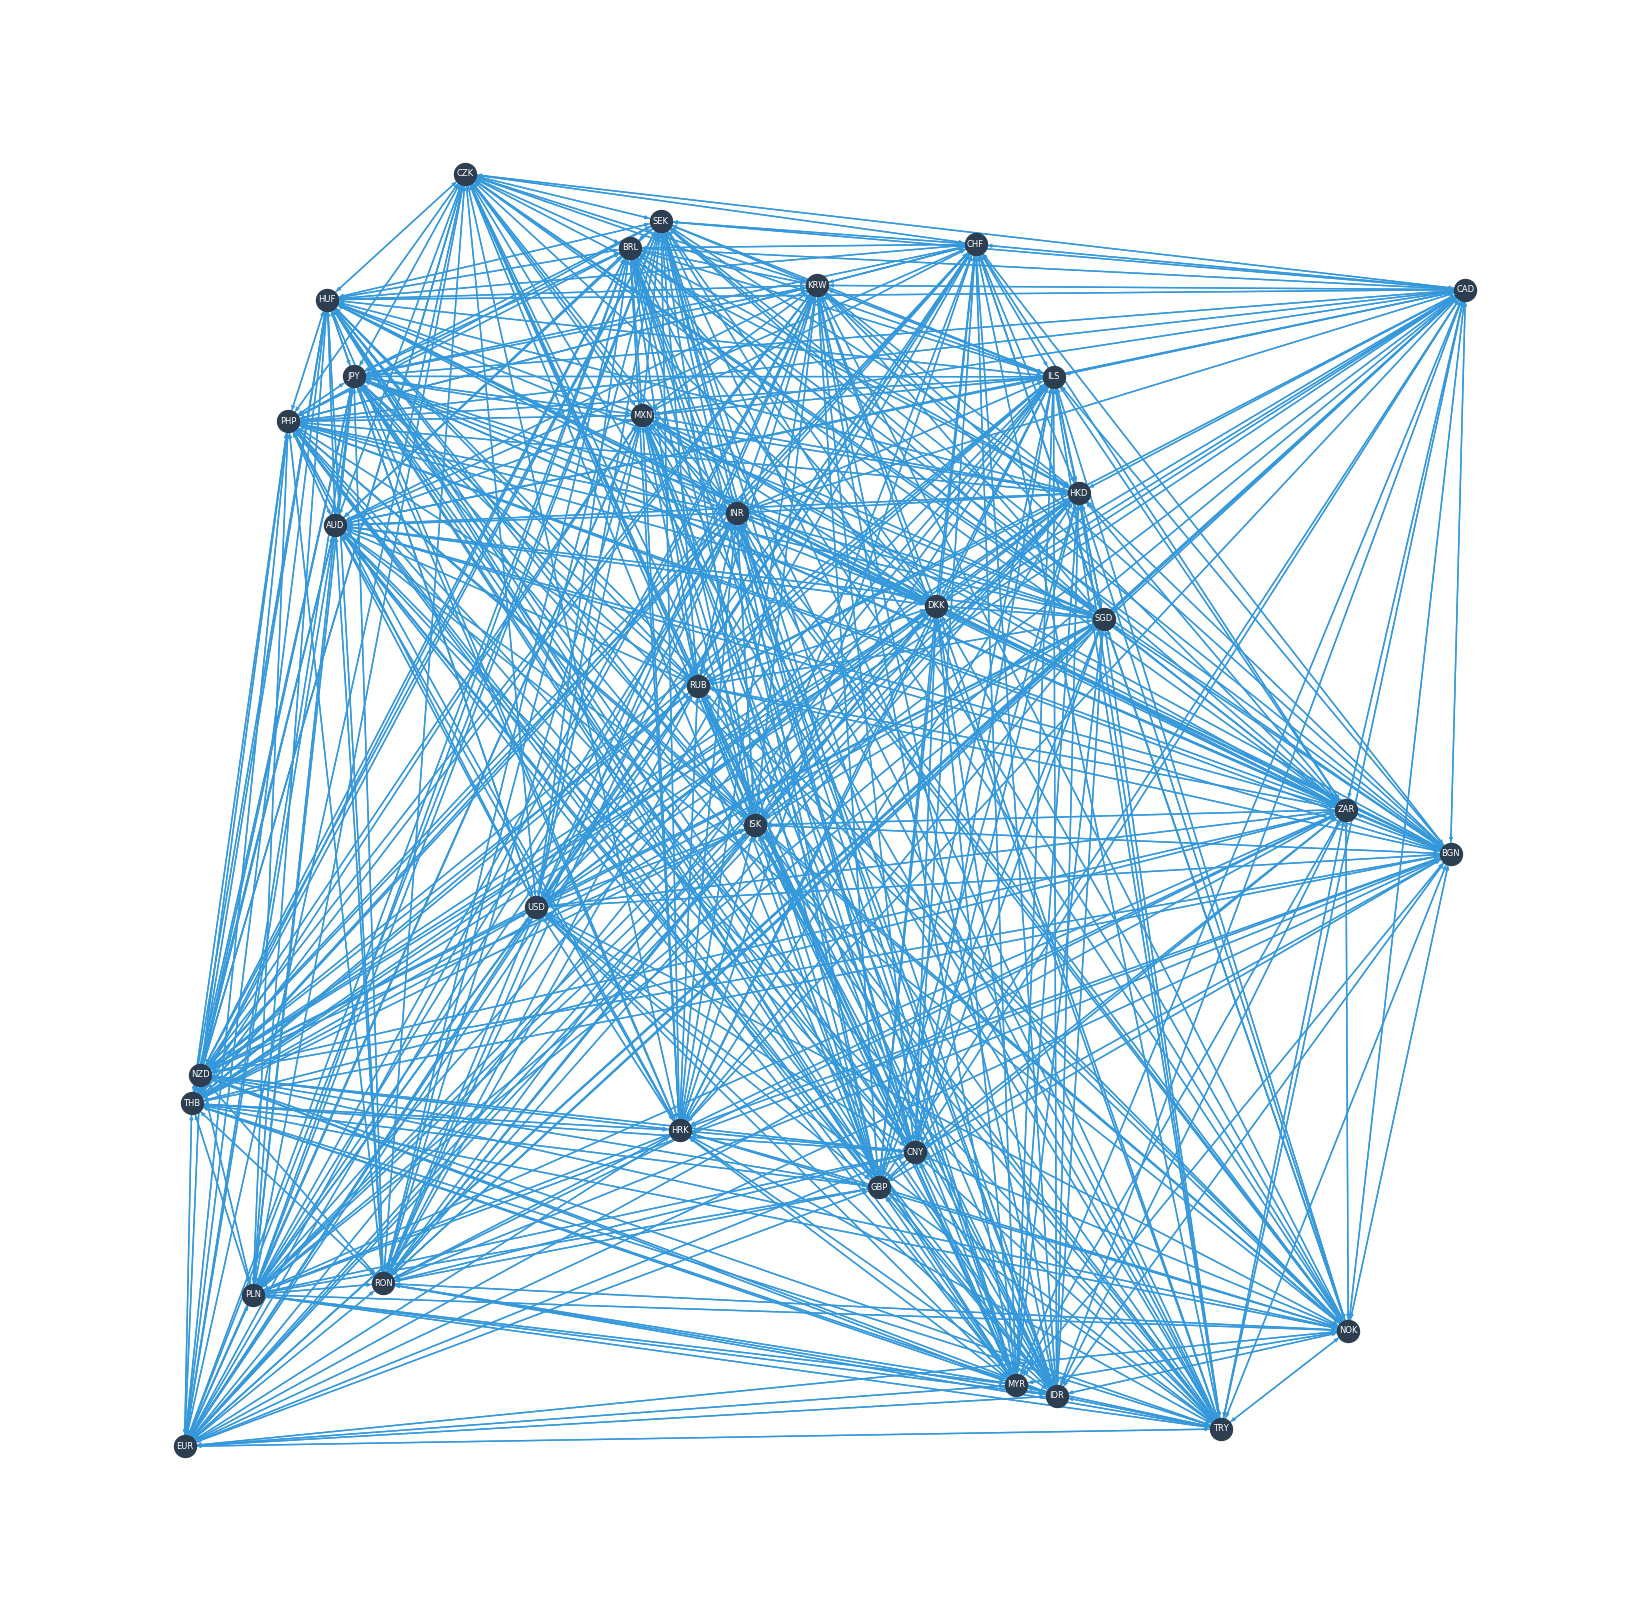 CZK
SEK
BRL
CHF
KRW
CAD
HUF
JPY
ILS
MXN
PHP
HKD
INR
AUD
DKK
SGD
RUB
ZAR
ISK
BGN
USD
NZD
THB
HRK
CNY
GBP
RON
PLN
NOK
MYR
IDR
TRY
EUR